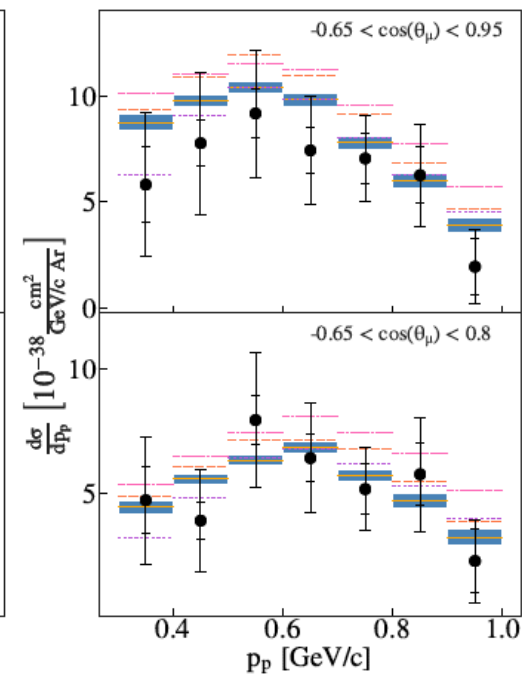 -0.65 < cos(θμ) < 0.95
10
5
0
dσ/dpp [10⁻³⁸ cm²/GeV/c Ar]
-0.65 < cos(θμ) < 0.8
10
5
0.4 0.6 0.8 1.0
pp [GeV/c]